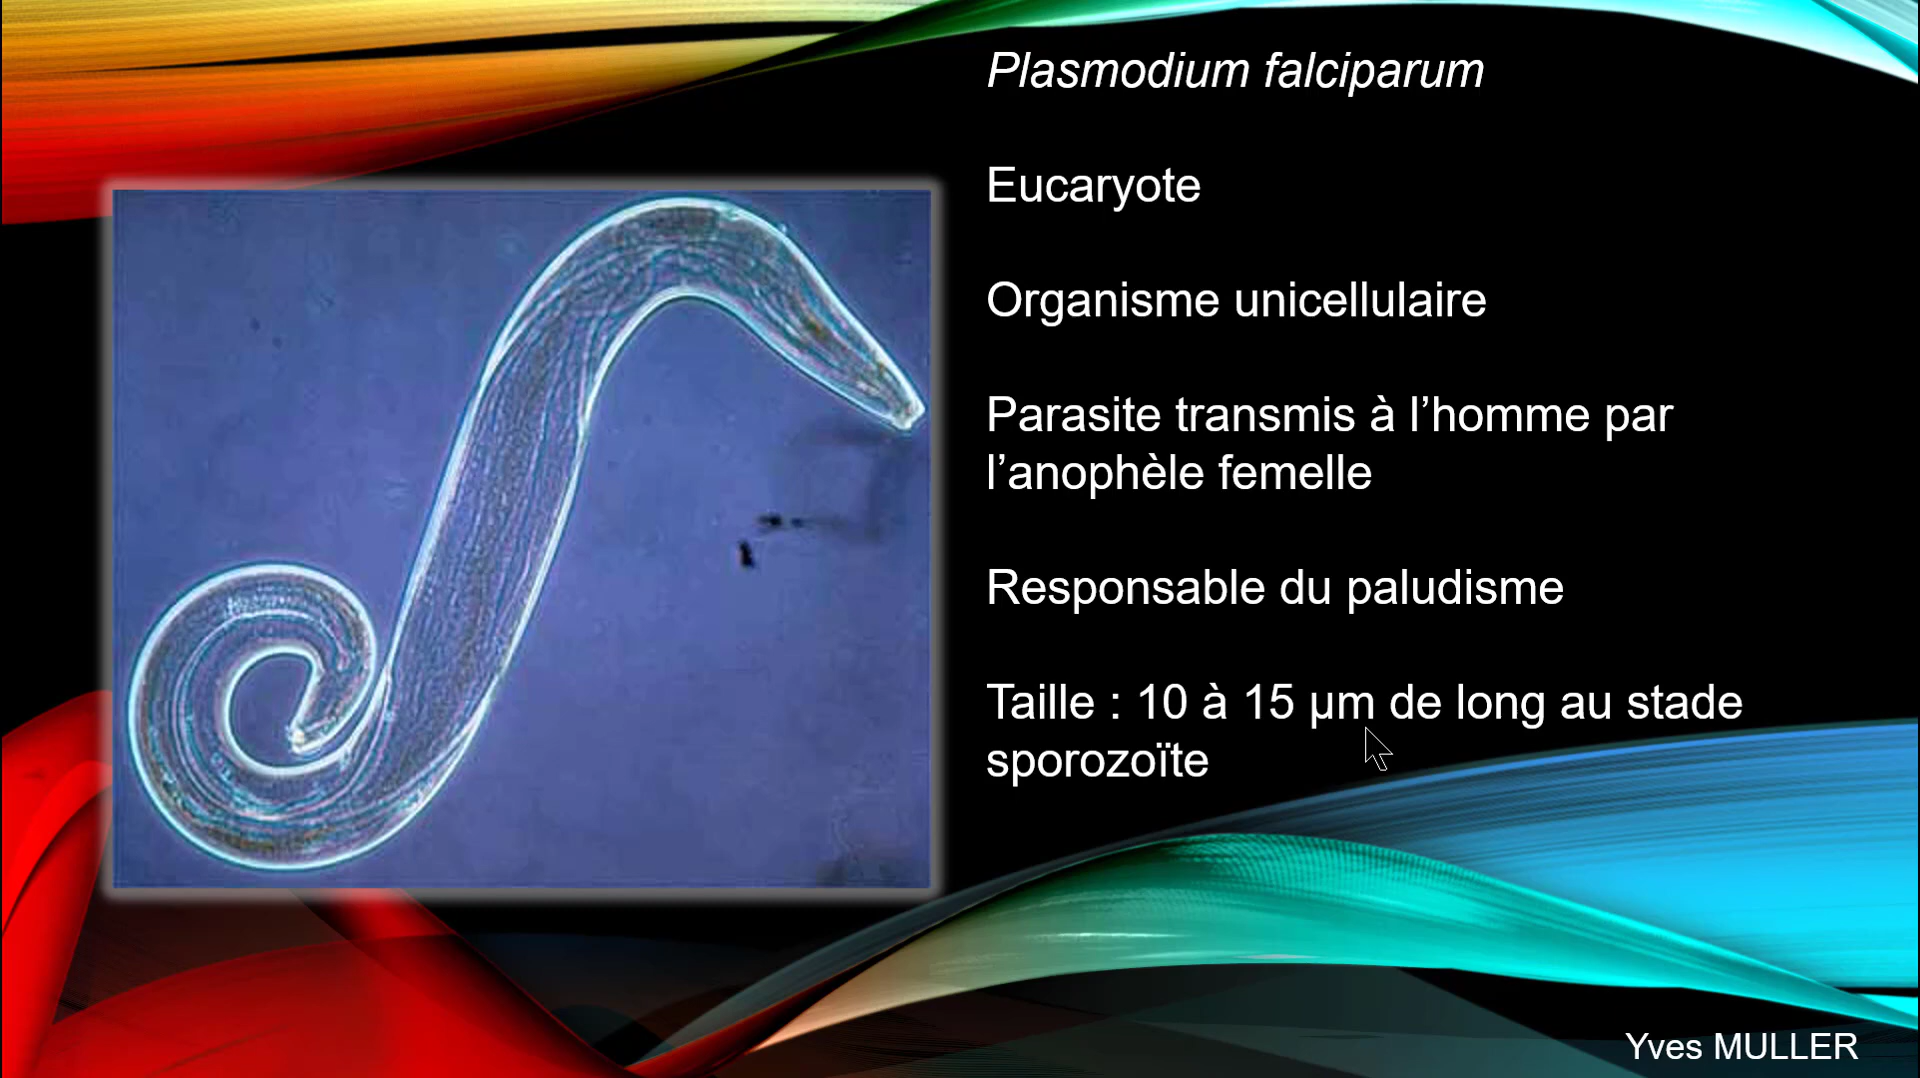 Plasmodium falciparum
Eucaryote
Organisme unicellulaire
Parasite transmis à l’homme par
l’anophèle femelle
Responsable du paludisme
Taille : 10 à 15 µm de long au stade
sporozoïte
Yves MULLER